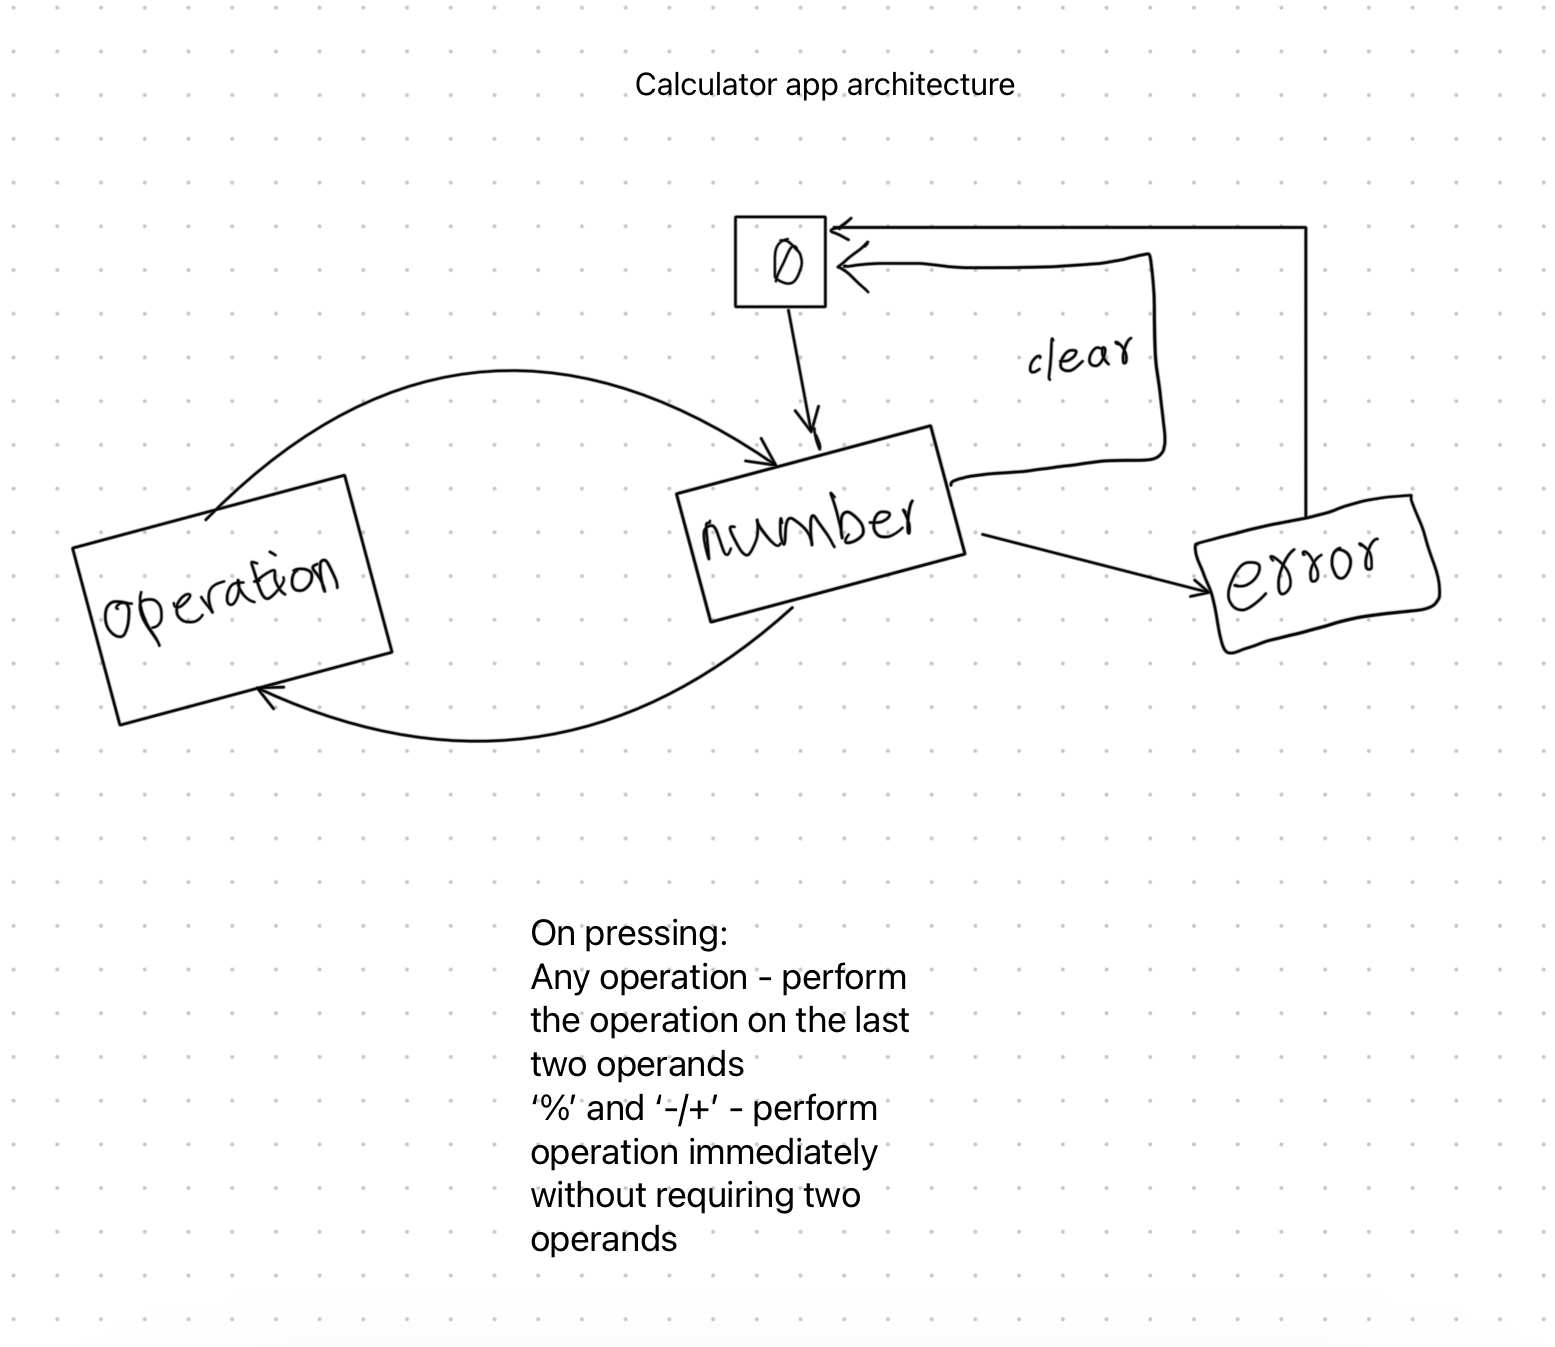 Calculator app architecture
0
clear
operation
number
error
On pressing:
Any operation - perform
the operation on the last
two operands
‘%’ and ‘-/+’ - perform
operation immediately
without requiring two
operands